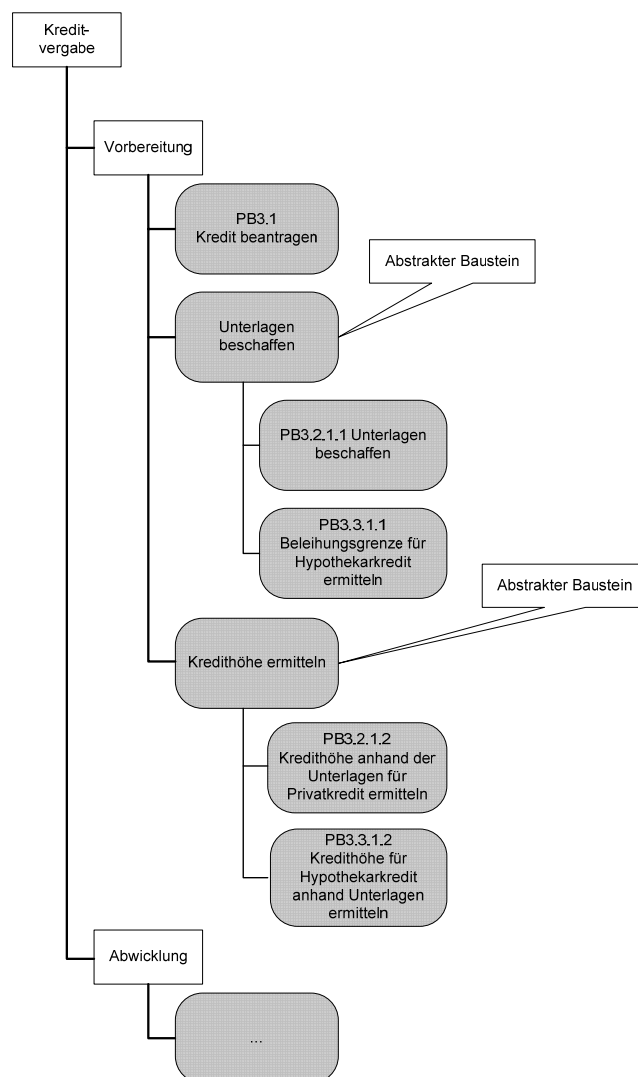 Kredit-
vergabe
Vorbereitung
PB3.1
Kredit beantragen
Abstrakter Baustein
Unterlagen
beschaffen
PB3.2.1.1 Unterlagen
beschaffen
PB3.3.1.1
Beleihungsgrenze für
Hypothekarkredit
ermitteln
Abstrakter Baustein
Kredithöhe ermitteln
PB3.2.1.2
Kredithöhe anhand der
Unterlagen für
Privatkredit ermitteln
PB3.3.1.2
Kredithöhe für
Hypothekarkredit
anhand Unterlagen
ermitteln
Abwicklung
...